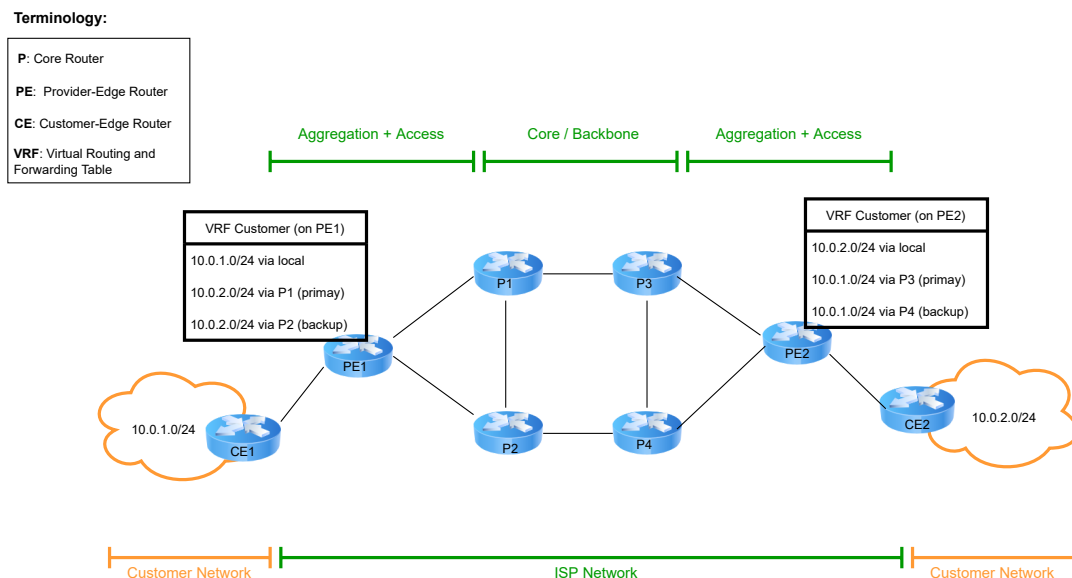 Terminology:
P: Core Router
PE:  Provider-Edge Router
CE: Customer-Edge Router
VRF: Virtual Routing and
Forwarding Table
Aggregation + Access
Core / Backbone
Aggregation + Access
VRF Customer (on PE1)
10.0.1.0/24 via local
10.0.2.0/24 via P1 (primay)
10.0.2.0/24 via P2 (backup)
VRF Customer (on PE2)
10.0.2.0/24 via local
10.0.1.0/24 via P3 (primay)
10.0.1.0/24 via P4 (backup)
P1
P3
PE1
PE2
10.0.1.0/24
CE1
P2
P4
CE2
10.0.2.0/24
Customer Network
ISP Network
Customer Network